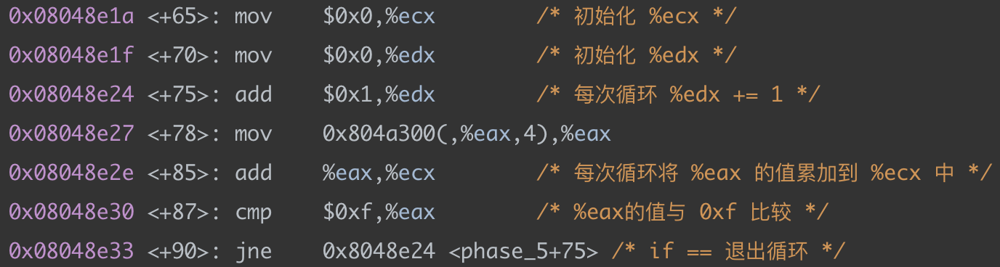 0x08048e1a <+65>: mov    $0x0,%ecx        /* 初始化 %ecx */
0x08048e1f <+70>: mov    $0x0,%edx        /* 初始化 %edx */
0x08048e24 <+75>: add    $0x1,%edx        /* 每次循环 %edx += 1 */
0x08048e27 <+78>: mov    0x804a300(,%eax,4),%eax
0x08048e2e <+85>: add    %eax,%ecx        /* 每次循环将 %eax 的值累加到 %ecx 中 */
0x08048e30 <+87>: cmp    $0xf,%eax        /* %eax的值与 0xf 比较 */
0x08048e33 <+90>: jne    0x8048e24 <phase_5+75> /* if == 退出循环 */